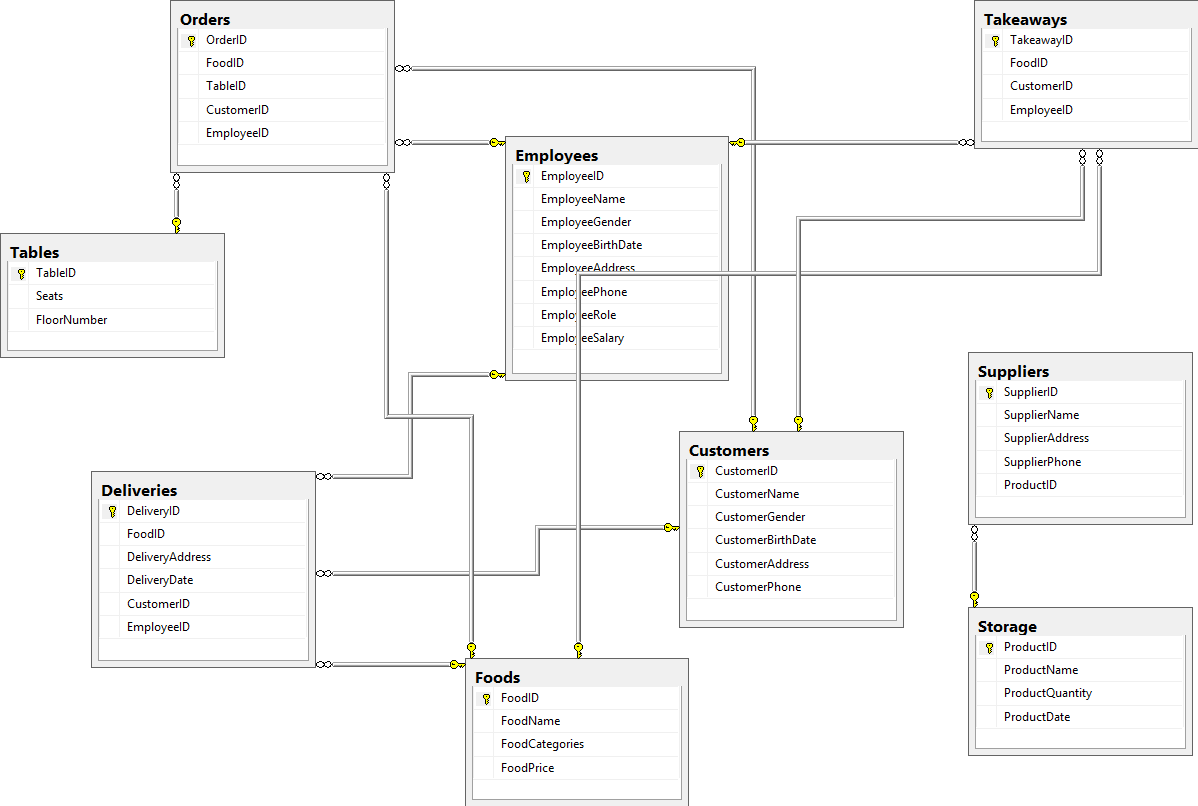 Orders
OrderID
FoodID
TableID
CustomerID
EmployeeID
Takeaways
TakeawayID
FoodID
CustomerID
EmployeeID
Employees
EmployeeID
EmployeeName
EmployeeGender
EmployeeBirthDate
EmployeeAddress
EmployeePhone
EmployeeRole
EmployeeSalary
Tables
TableID
Seats
FloorNumber
Suppliers
SupplierID
SupplierName
SupplierAddress
SupplierPhone
ProductID
Customers
CustomerID
CustomerName
CustomerGender
CustomerBirthDate
CustomerAddress
CustomerPhone
Deliveries
DeliveryID
FoodID
DeliveryAddress
DeliveryDate
CustomerID
EmployeeID
Storage
ProductID
ProductName
ProductQuantity
ProductDate
Foods
FoodID
FoodName
FoodCategories
FoodPrice